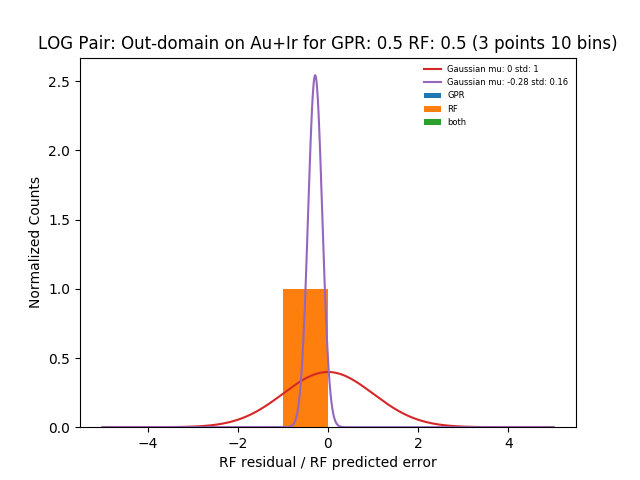 LOG Pair: Out-domain on Au+Ir for GPR: 0.5 RF: 0.5 (3 points 10 bins)
Gaussian mu: 0 std: 1
Gaussian mu: -0.28 std: 0.16
GPR
RF
both
Normalized Counts
2.5
2.0
1.5
1.0
0.5
0.0
−4
−2
0
2
4
RF residual / RF predicted error